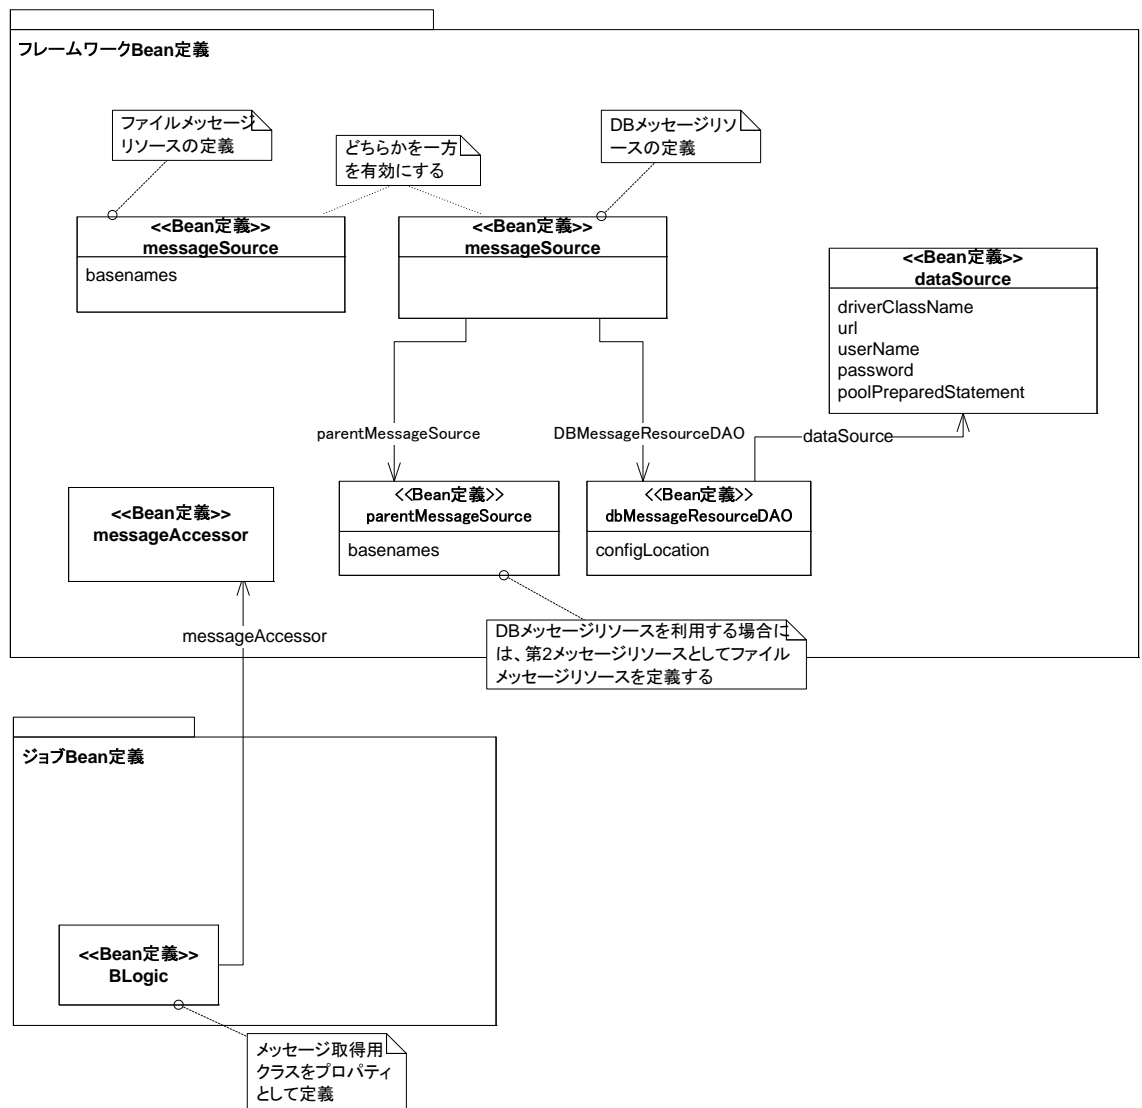 フレームワークBean定義
ファイルメッセージ
リソースの定義
どちらかを一方
を有効にする
DBメッセージリソ
ースの定義
<<Bean定義>>
messageSource
basenames
<<Bean定義>>
messageSource
<<Bean定義>>
dataSource
driverClassName
url
userName
password
poolPreparedStatement
parentMessageSource
DBMessageResourceDAO
dataSource
<<Bean定義>>
messageAccessor
<<Bean定義>>
parentMessageSource
basenames
<<Bean定義>>
dbMessageResourceDAO
configLocation
messageAccessor
DBメッセージリソースを利用する場合に
は、第2メッセージリソースとしてファイル
メッセージリソースを定義する
ジョブBean定義
<<Bean定義>>
BLogic
メッセージ取得用
クラスをプロパティ
として定義